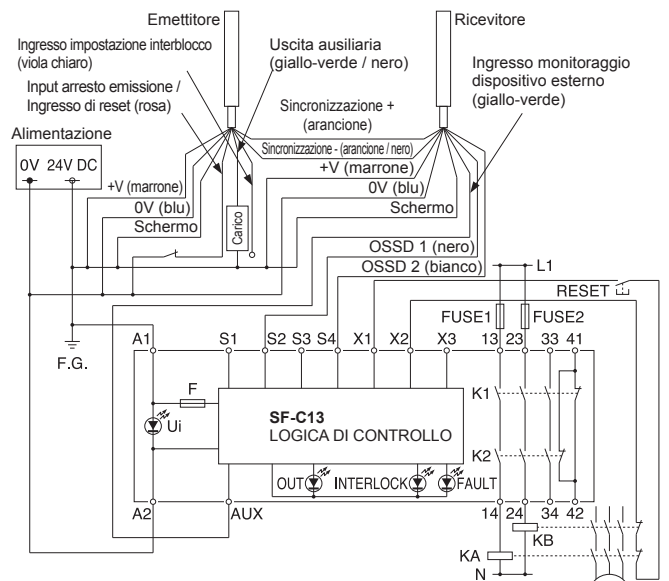 Emettitore
Ricevitore
Ingresso impostazione interblocco
(viola chiaro)
Uscita ausiliaria
(giallo-verde / nero)
Ingresso monitoraggio
dispositivo esterno
(giallo-verde)
Input arresto emissione /
Ingresso di reset (rosa)
Sincronizzazione +
(arancione)
Alimentazione
Sincronizzazione - (arancione / nero)
0V 24V DC
+V (marrone)
+V (marrone)
0V (blu)
0V (blu)
Schermo
Schermo
Carico
OSSD 1 (nero)
OSSD 2 (bianco)
L1
RESET
FUSE1
FUSE2
F.G.
A1 S1 S2 S3 S4 X1 X2 X3 13 23 33 41
F
K1
Ui
SF-C13
LOGICA DI CONTROLLO
K2
OUT INTERLOCK FAULT
A2 AUX 14 24 34 42
KB
KA
N